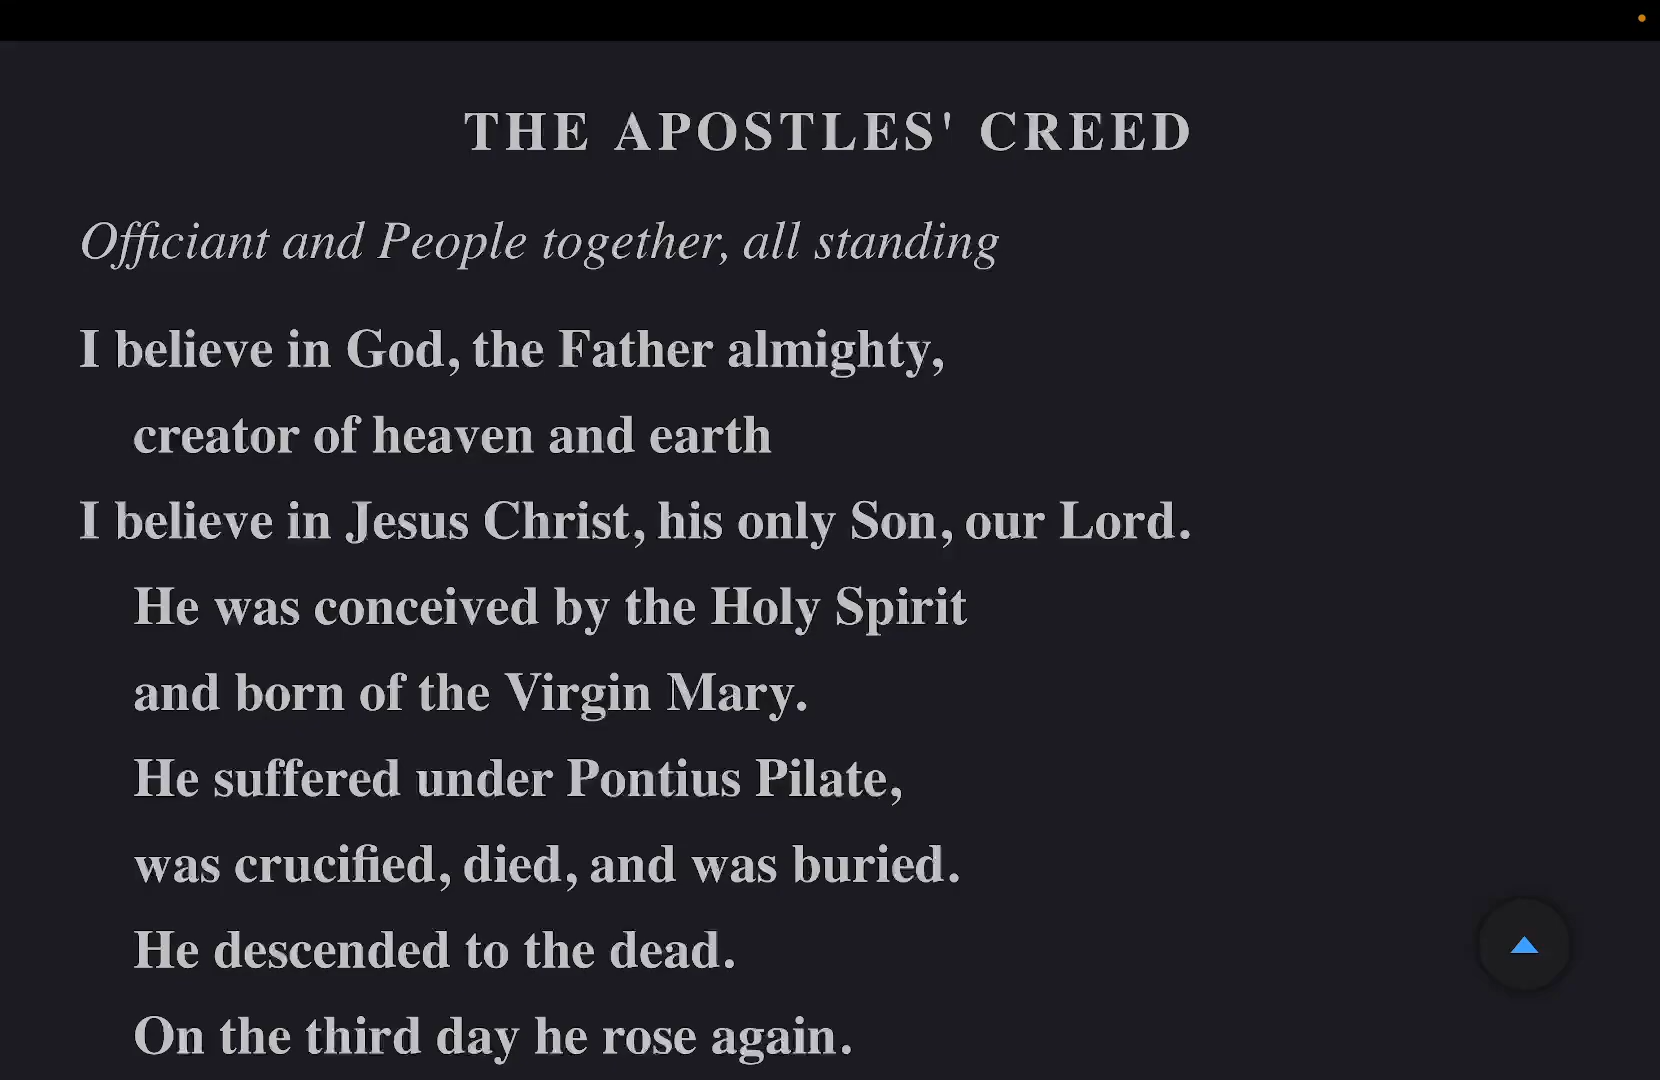 THE APOSTLES' CREED
Officiant and People together, all standing
I believe in God, the Father almighty,
creator of heaven and earth
I believe in Jesus Christ, his only Son, our Lord.
He was conceived by the Holy Spirit
and born of the Virgin Mary.
He suffered under Pontius Pilate,
was crucified, died, and was buried.
He descended to the dead.
On the third day he rose again.